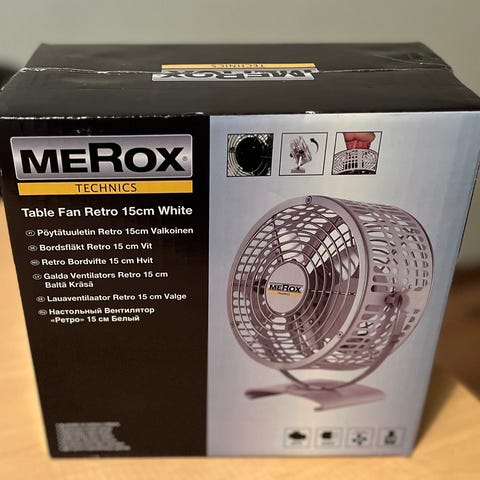 MEROX
TECHNICS
MEROX
TECHNICS
Table Fan Retro 15cm White
FI Pöytätuuletin Retro 15cm Valkoinen
Bordsfläkt Retro 15 cm Vit
Retro Bordvifte 15 cm Hvit
Galda Ventilators Retro 15 cm
Baltā Krāsā
Lauaventilaator Retro 15 cm Valge
Настольный Вентилятор
«Ретро» 15 см Белый
MEROX